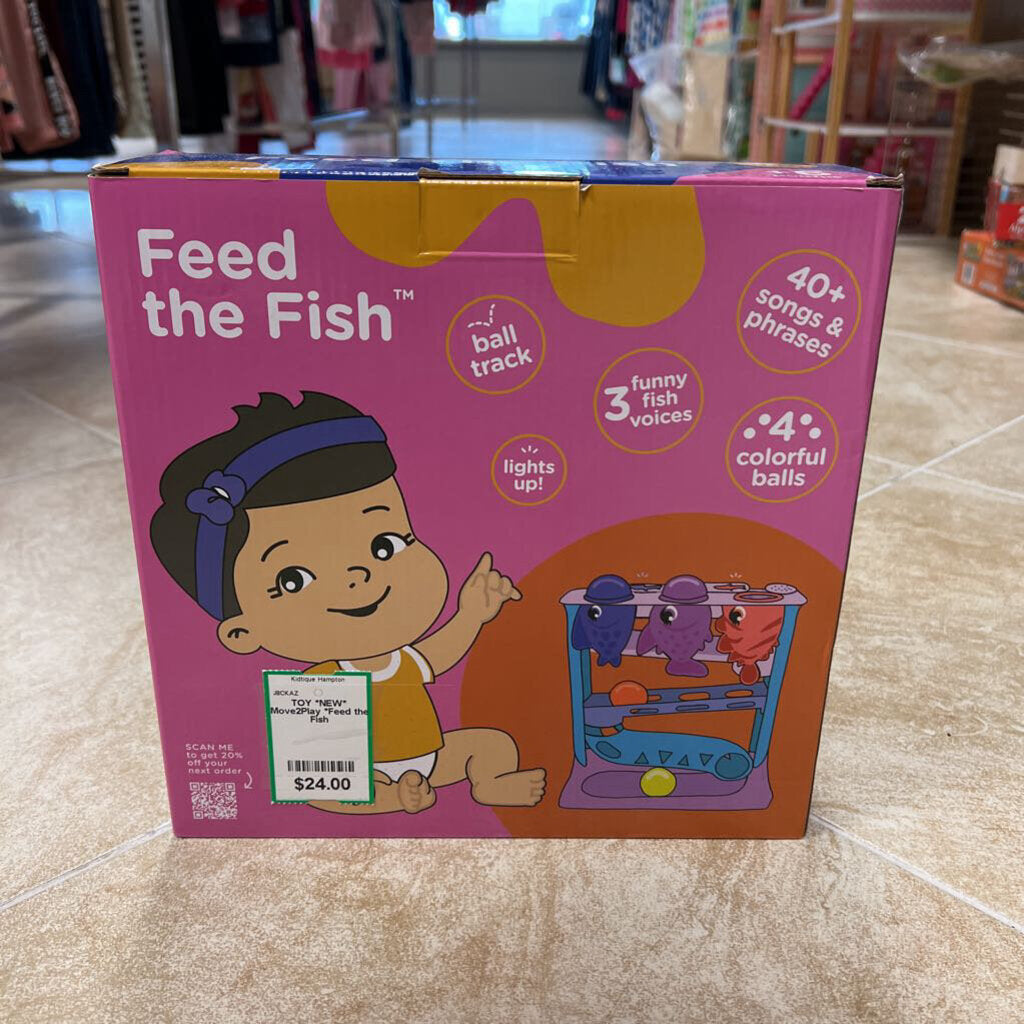 Feed
the Fish™
ball
track
40+
songs &
phrases
3 funny
fish
voices
lights
up!
4
colorful
balls
Kidtique Hampton
JBCKAZ
TOY *NEW*
Move2Play *Feed the
Fish
$24.00
SCAN ME
to get 20%
off your
next order